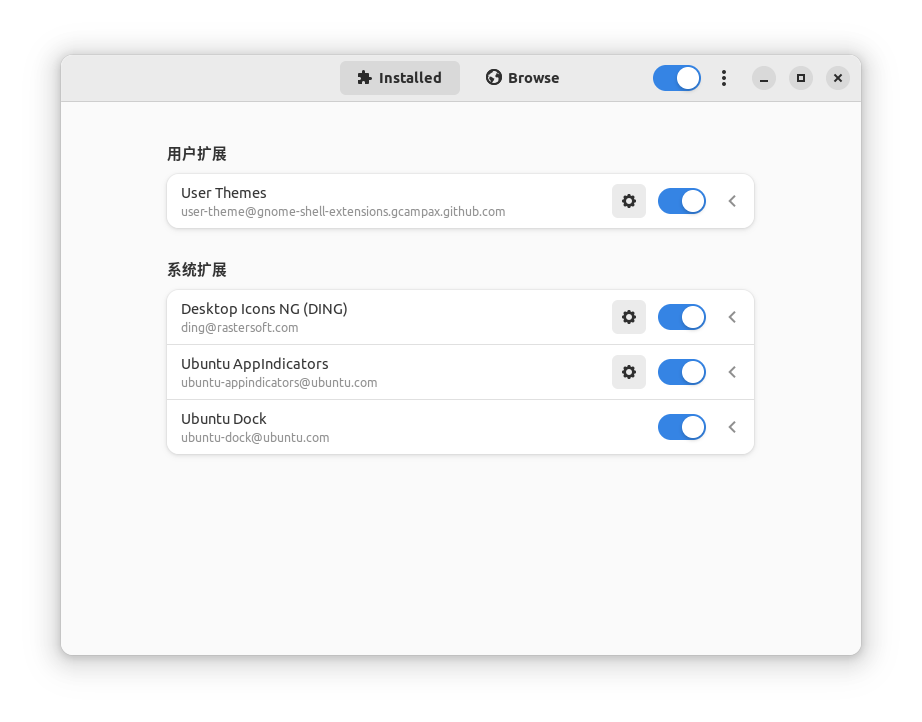 Installed
Browse
用户扩展
User Themes
user-theme@gnome-shell-extensions.gcampax.github.com
系统扩展
Desktop Icons NG (DING)
ding@rastersoft.com
Ubuntu AppIndicators
ubuntu-appindicators@ubuntu.com
Ubuntu Dock
ubuntu-dock@ubuntu.com